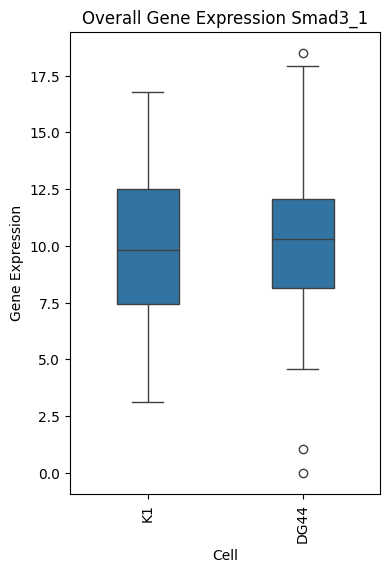 Overall Gene Expression Smad3_1
Gene Expression
17.5
15.0
12.5
10.0
7.5
5.0
2.5
0.0
K1
DG44
Cell